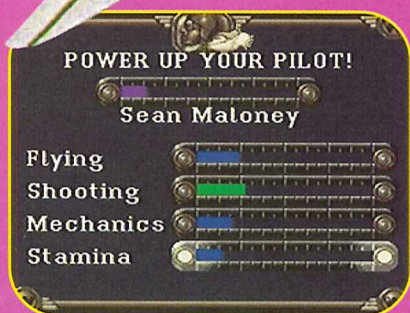 POWER UP YOUR PILOT!
Sean Maloney
Flying
Shooting
Mechanics
Stamina